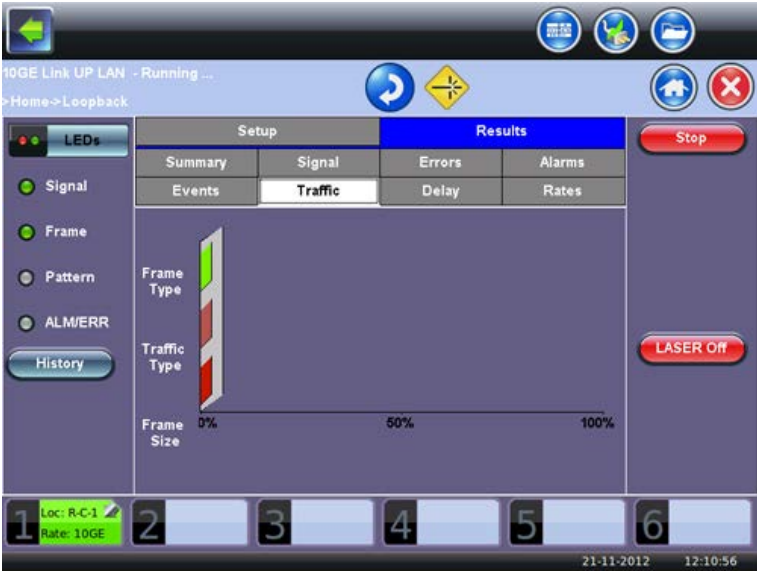 10GE Link UP LAN - Running ...
>Home->Loopback
LEDs
Signal
Frame
Pattern
ALM/ERR
History
Setup
Results
Summary
Signal
Errors
Alarms
Events
Traffic
Delay
Rates
Frame
Type
Traffic
Type
Frame
Size
0%
50%
100%
Stop
LASER Off
1
Loc: R-C-1
Rate: 10GE
2
3
4
5
6
21-11-2012 12:10:56